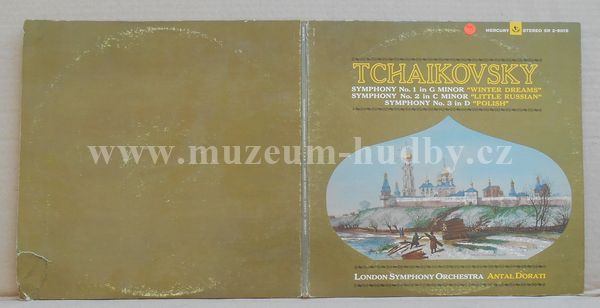 MERCURY STEREO SR 2-9015
TCHAIKOVSKY
SYMPHONY No. 1 in G MINOR "WINTER DREAMS"
SYMPHONY No. 2 in C MINOR "LITTLE RUSSIAN"
SYMPHONY No. 3 in D "POLISH"
www.muzeum-hudby.cz
LONDON SYMPHONY ORCHESTRA ANTAL DORATI